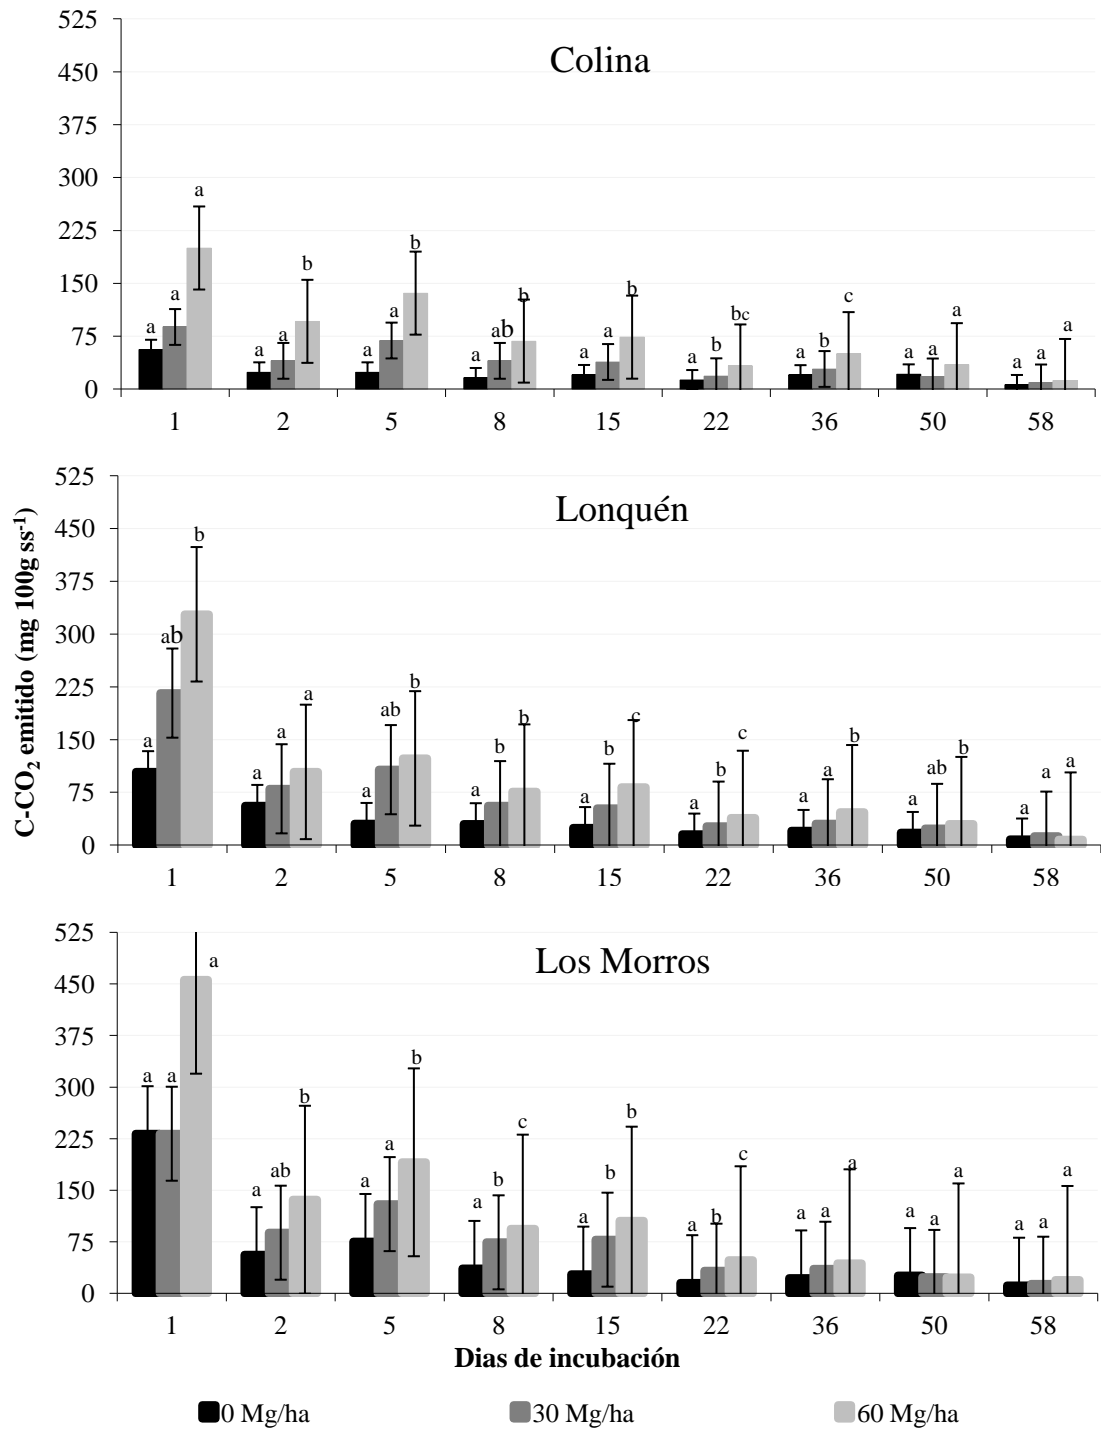 Colina
525
450
375
300
225
150
75
0
a a a
a a b
a a b
a ab b
a a b
a b bc
a b c
a a a
a a a
1 2 5 8 15 22 36 50 58
C-CO2 emitido (mg 100g ss-1)
Lonquén
525
450
375
300
225
150
75
0
a ab b
a a a
a ab b
a b b
a b c
a b c
a a b
a ab b
a a a
1 2 5 8 15 22 36 50 58
Los Morros
525
450
375
300
225
150
75
0
a a a
a ab b
a a b
a b c
a b b
a b c
a a a
a a a
a a a
1 2 5 8 15 22 36 50 58
Dias de incubación
0 Mg/ha 30 Mg/ha 60 Mg/ha